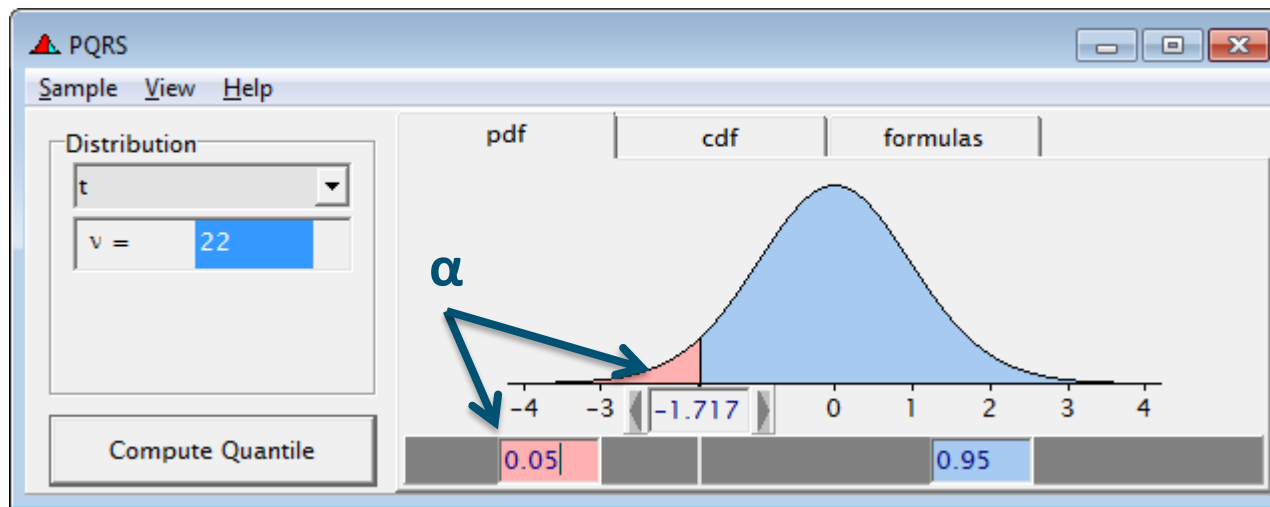 PQRS
Sample View Help
Distribution
t
ν = 22
Compute Quantile
pdf cdf formulas
α
-4 -3 -1.717 0 1 2 3 4
0.05 0.95